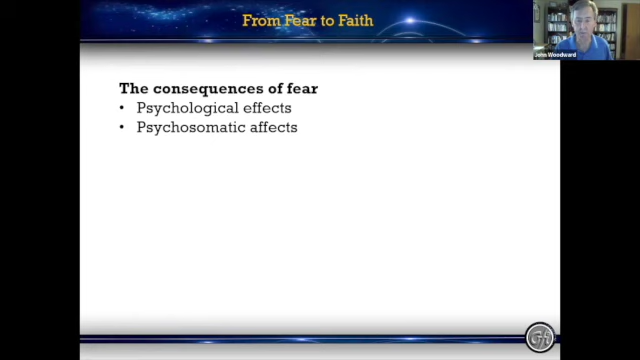 From Fear to Faith
John Woodward
The consequences of fear
• Psychological effects
• Psychosomatic affects